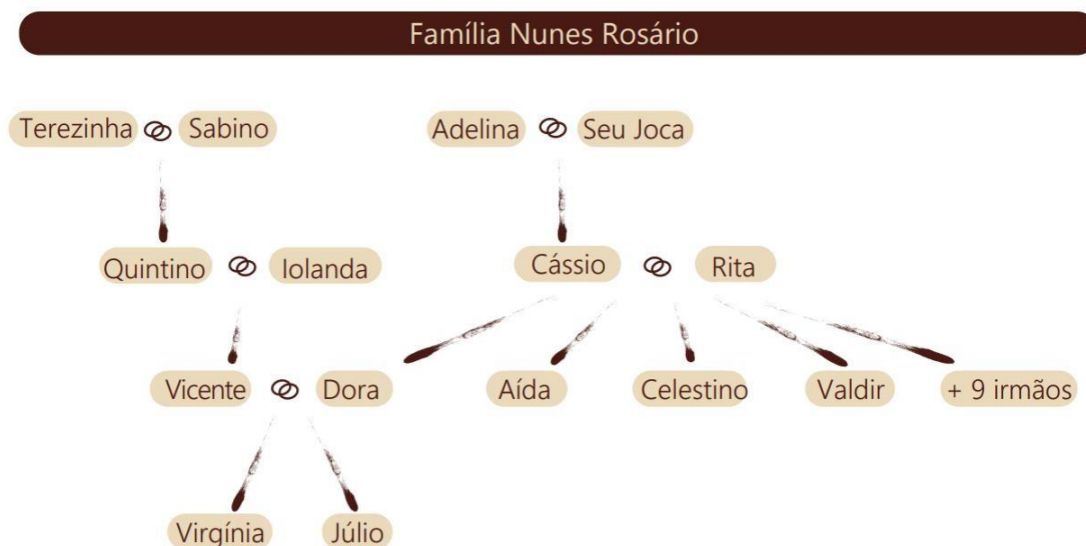 Família Nunes Rosário
Terezinha Sabino Adelina Seu Joca
Quintino Iolanda Cássio Rita
Vicente Dora Aída Celestino Valdir + 9 irmãos
Virgínia Júlio